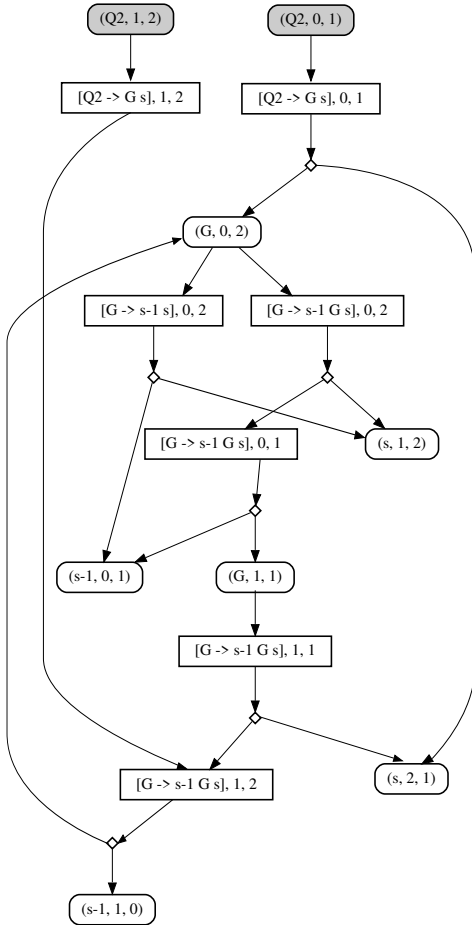 (Q2, 1, 2)
(Q2, 0, 1)
[Q2 -> G s], 1, 2
[Q2 -> G s], 0, 1
(G, 0, 2)
[G -> s-1 s], 0, 2
[G -> s-1 G s], 0, 2
[G -> s-1 G s], 0, 1
(s, 1, 2)
(s-1, 0, 1)
(G, 1, 1)
[G -> s-1 G s], 1, 1
[G -> s-1 G s], 1, 2
(s, 2, 1)
(s-1, 1, 0)